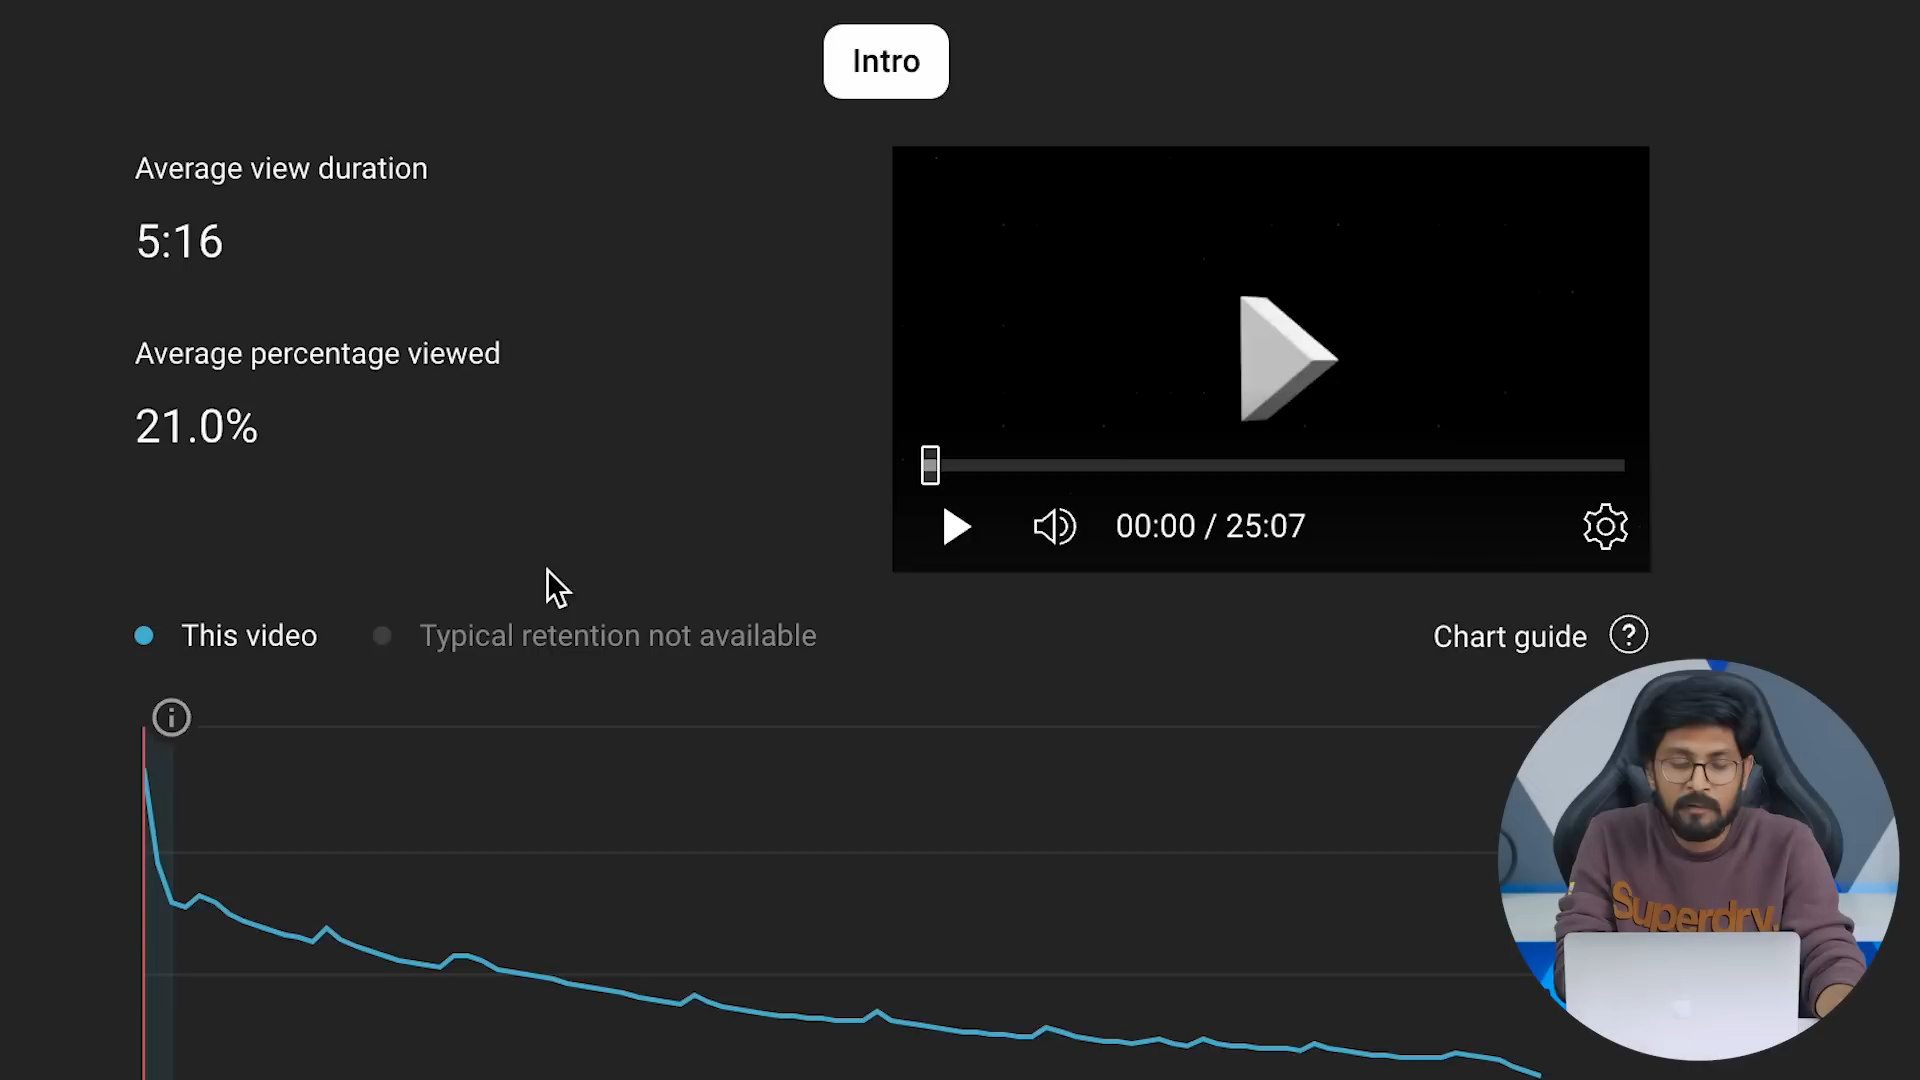 Intro
Average view duration
5:16
Average percentage viewed
21.0%
00:00 / 25:07
This video
Typical retention not available
Chart guide ?
i
Superdry.